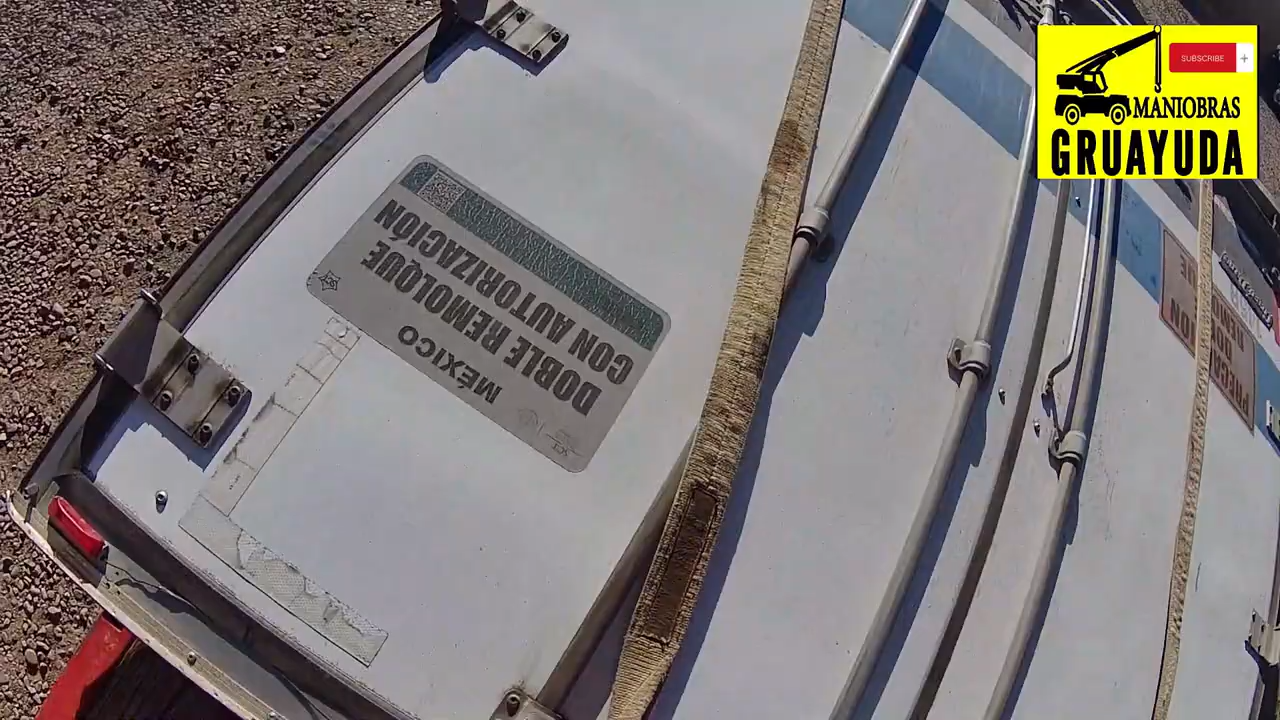 SUBSCRIBE
MANIOBRAS
GRUAYUDA
MÉXICO
DOBLE REMOLQUE
CON AUTORIZACIÓN